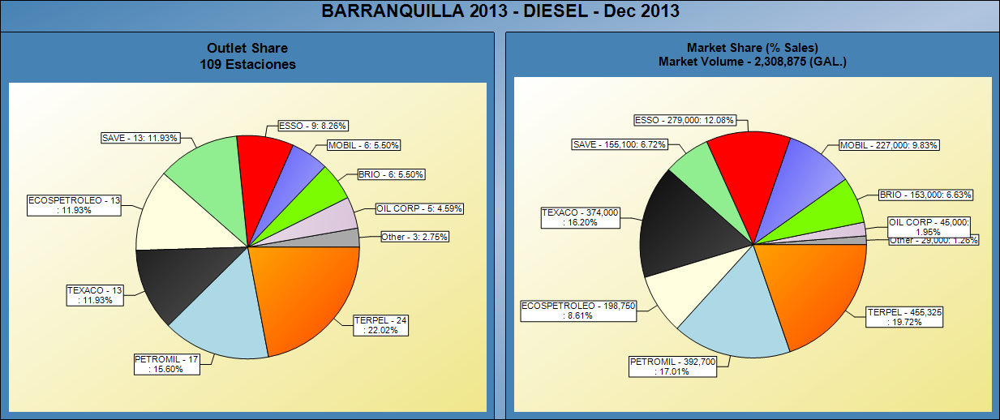 BARRANQUILLA 2013 - DIESEL - Dec 2013
Outlet Share
109 Estaciones
ESSO - 9: 8.26%
SAVE - 13: 11.93%
MOBIL - 6: 5.50%
BRIO - 6: 5.50%
ECOSPETROLEO - 13
: 11.93%
OIL CORP - 5: 4.59%
Other - 3: 2.75%
TEXACO - 13
: 11.93%
TERPEL - 24
: 22.02%
PETROMIL - 17
: 15.60%
Market Share (% Sales)
Market Volume - 2,308,875 (GAL.)
ESSO - 279,000: 12.08%
SAVE - 155,100: 6.72%
MOBIL - 227,000: 9.83%
BRIO - 153,000: 6.63%
TEXACO - 374,000
: 16.20%
OIL CORP - 45,000:
1.95%
Other - 29,000: 1.26%
ECOSPETROLEO - 198,750
: 8.61%
TERPEL - 455,325
: 19.72%
PETROMIL - 392,700
: 17.01%